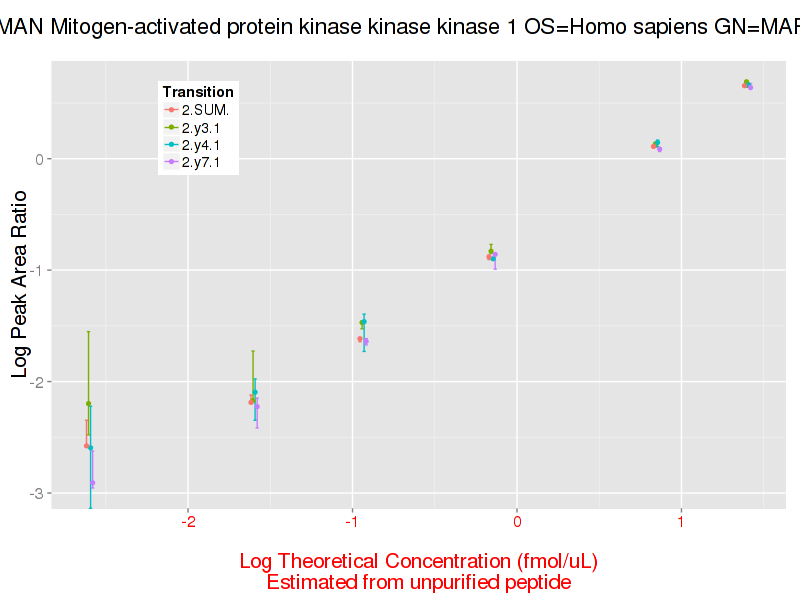 MAN Mitogen-activated protein kinase kinase kinase 1 OS=Homo sapiens GN=MAP
Transition
2.SUM.
2.y3.1
2.y4.1
2.y7.1
Log Peak Area Ratio
0
-1
-2
-3
-2
-1
0
1
Log Theoretical Concentration (fmol/uL)
Estimated from unpurified peptide